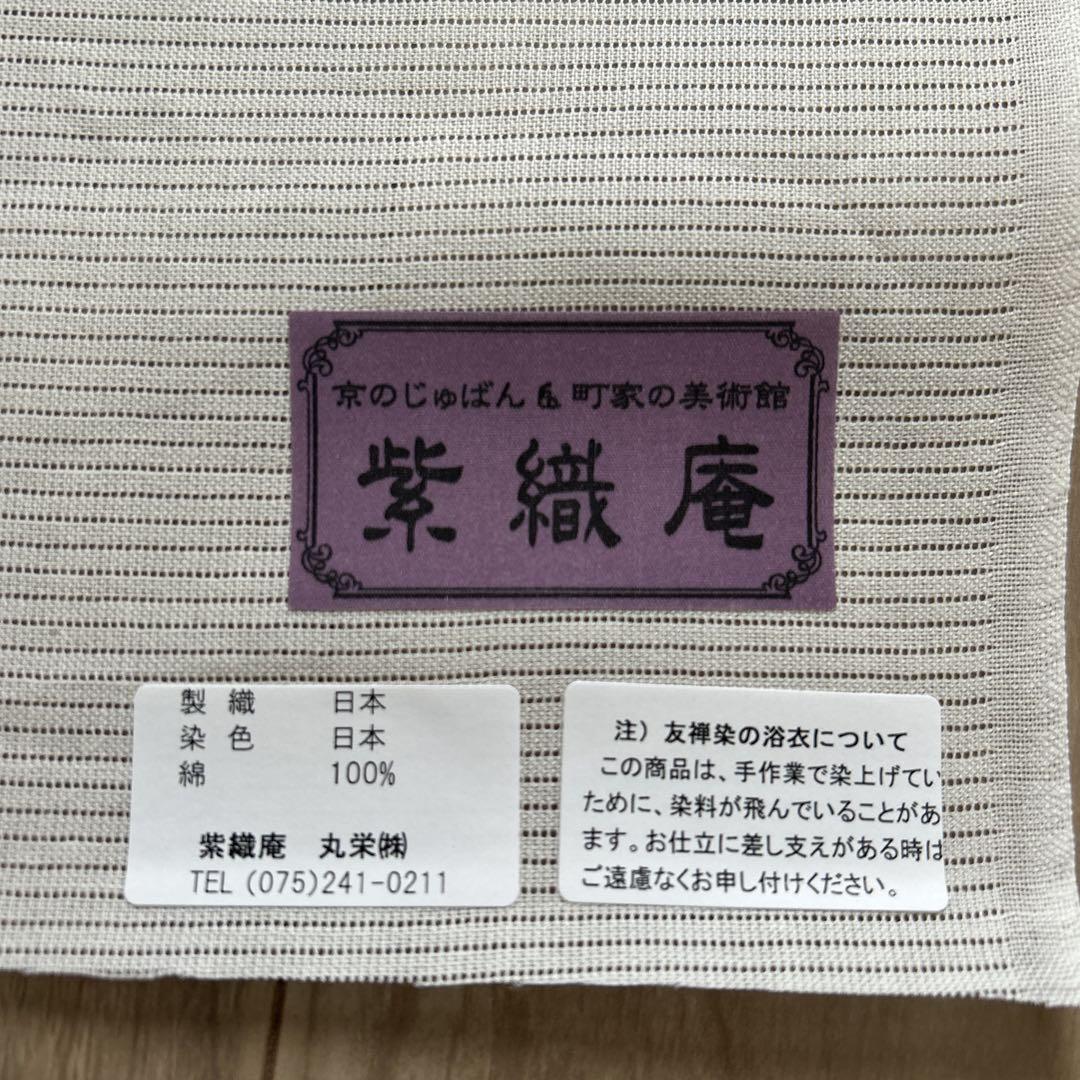 京のじゅばん&町家の美術館
紫織庵
製織 日本
染色 日本
綿 100%
紫織庵 丸栄㈱
TEL (075)241-0211
注) 友禅染の浴衣について
この商品は、手作業で染上げてい
ために、染料が飛んでいることがあ
ます。お仕立に差し支えがある時は
ご遠慮なくお申し付けください。